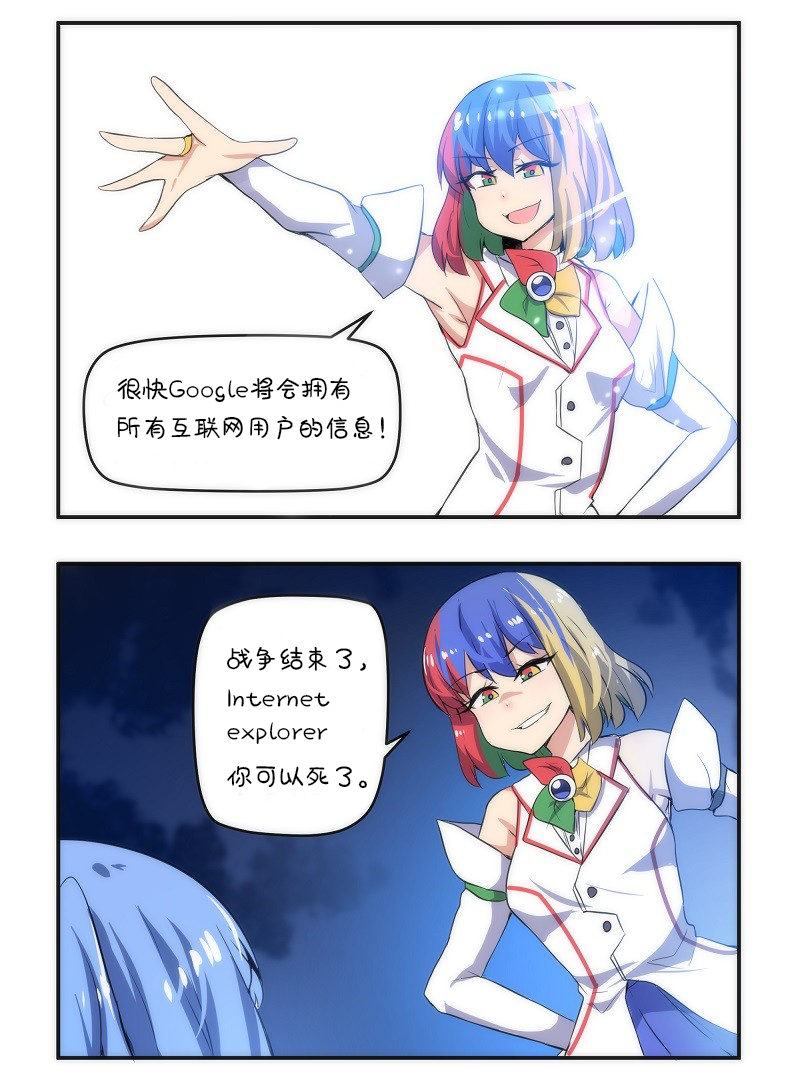 很快Google将会拥有
所有互联网用户的信息!
战争结束了,
Internet
explorer
你可以死了。